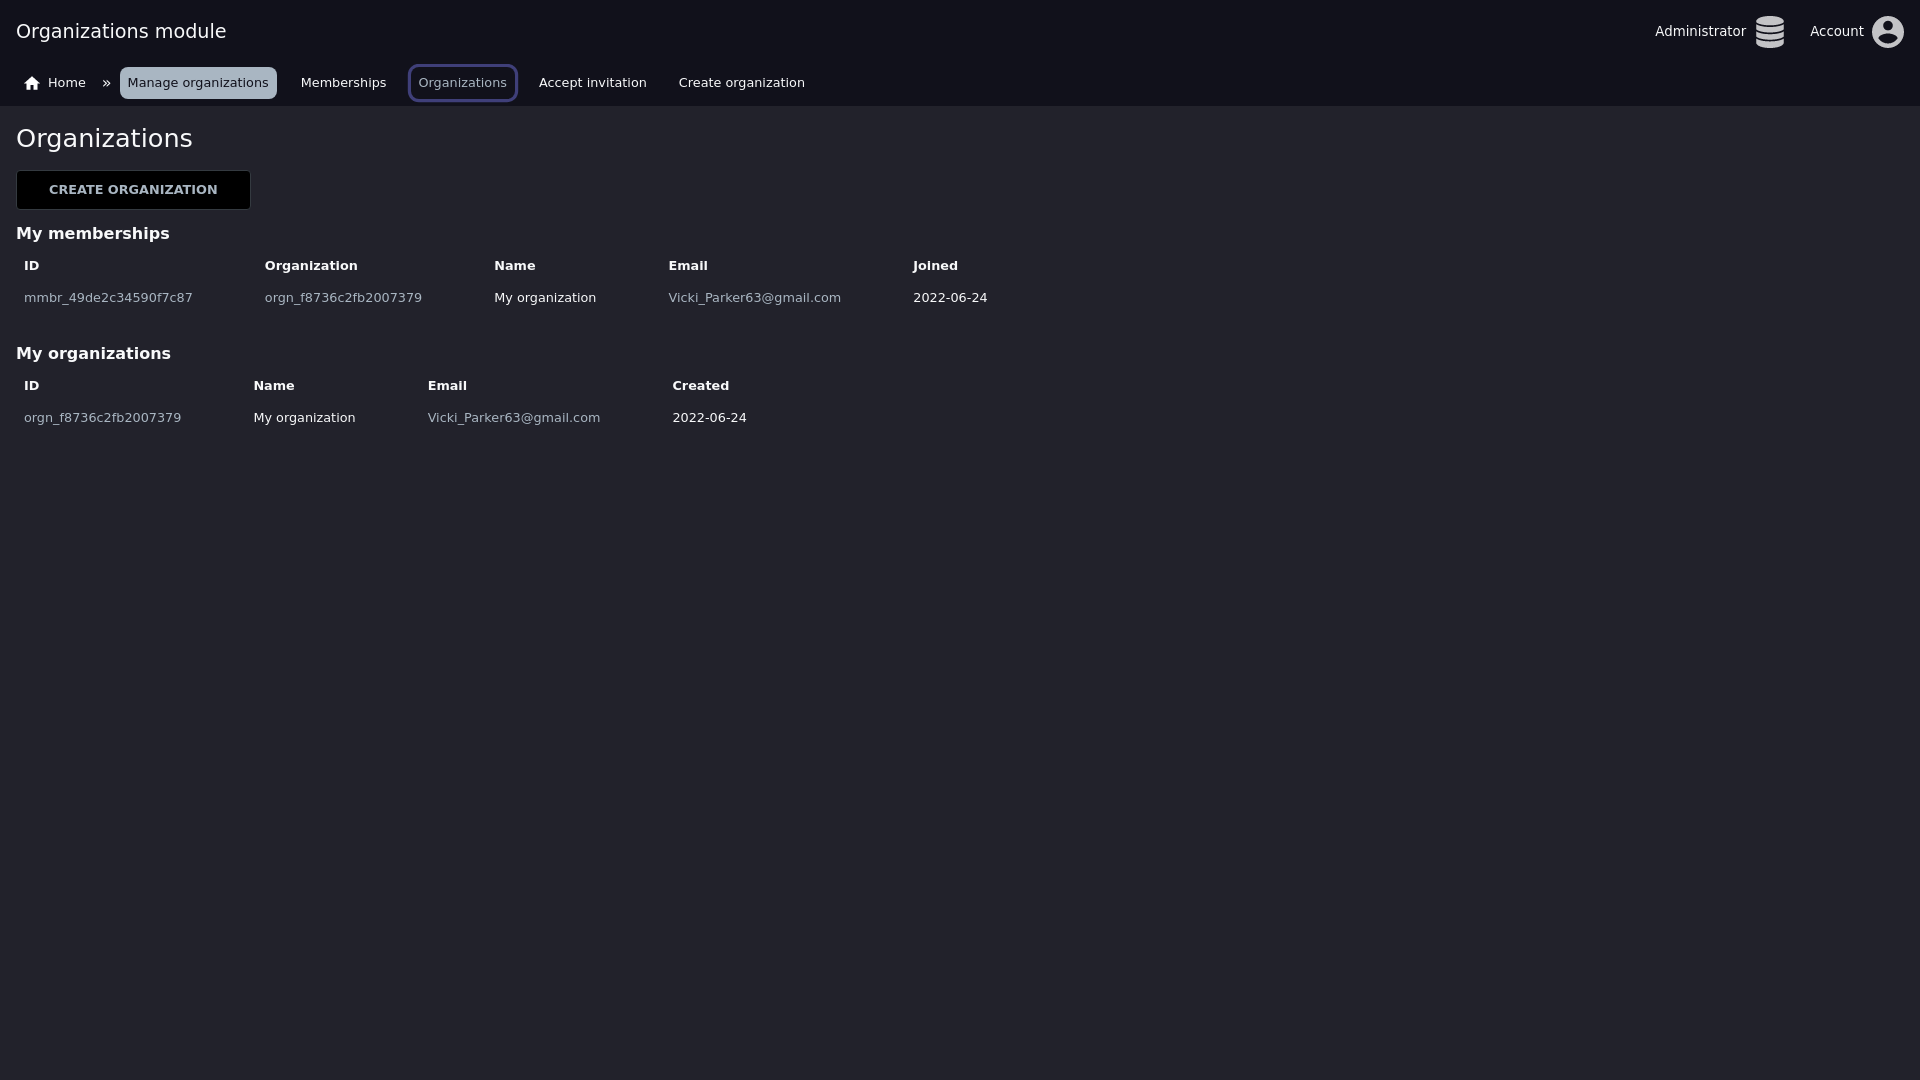 Organizations module
Administrator
Account
Home » Manage organizations Memberships Organizations Accept invitation Create organization
Organizations
CREATE ORGANIZATION
My memberships
ID Organization Name Email Joined
mmbr_49de2c34590f7c87 orgn_f8736c2fb2007379 My organization Vicki_Parker63@gmail.com 2022-06-24
My organizations
ID Name Email Created
orgn_f8736c2fb2007379 My organization Vicki_Parker63@gmail.com 2022-06-24